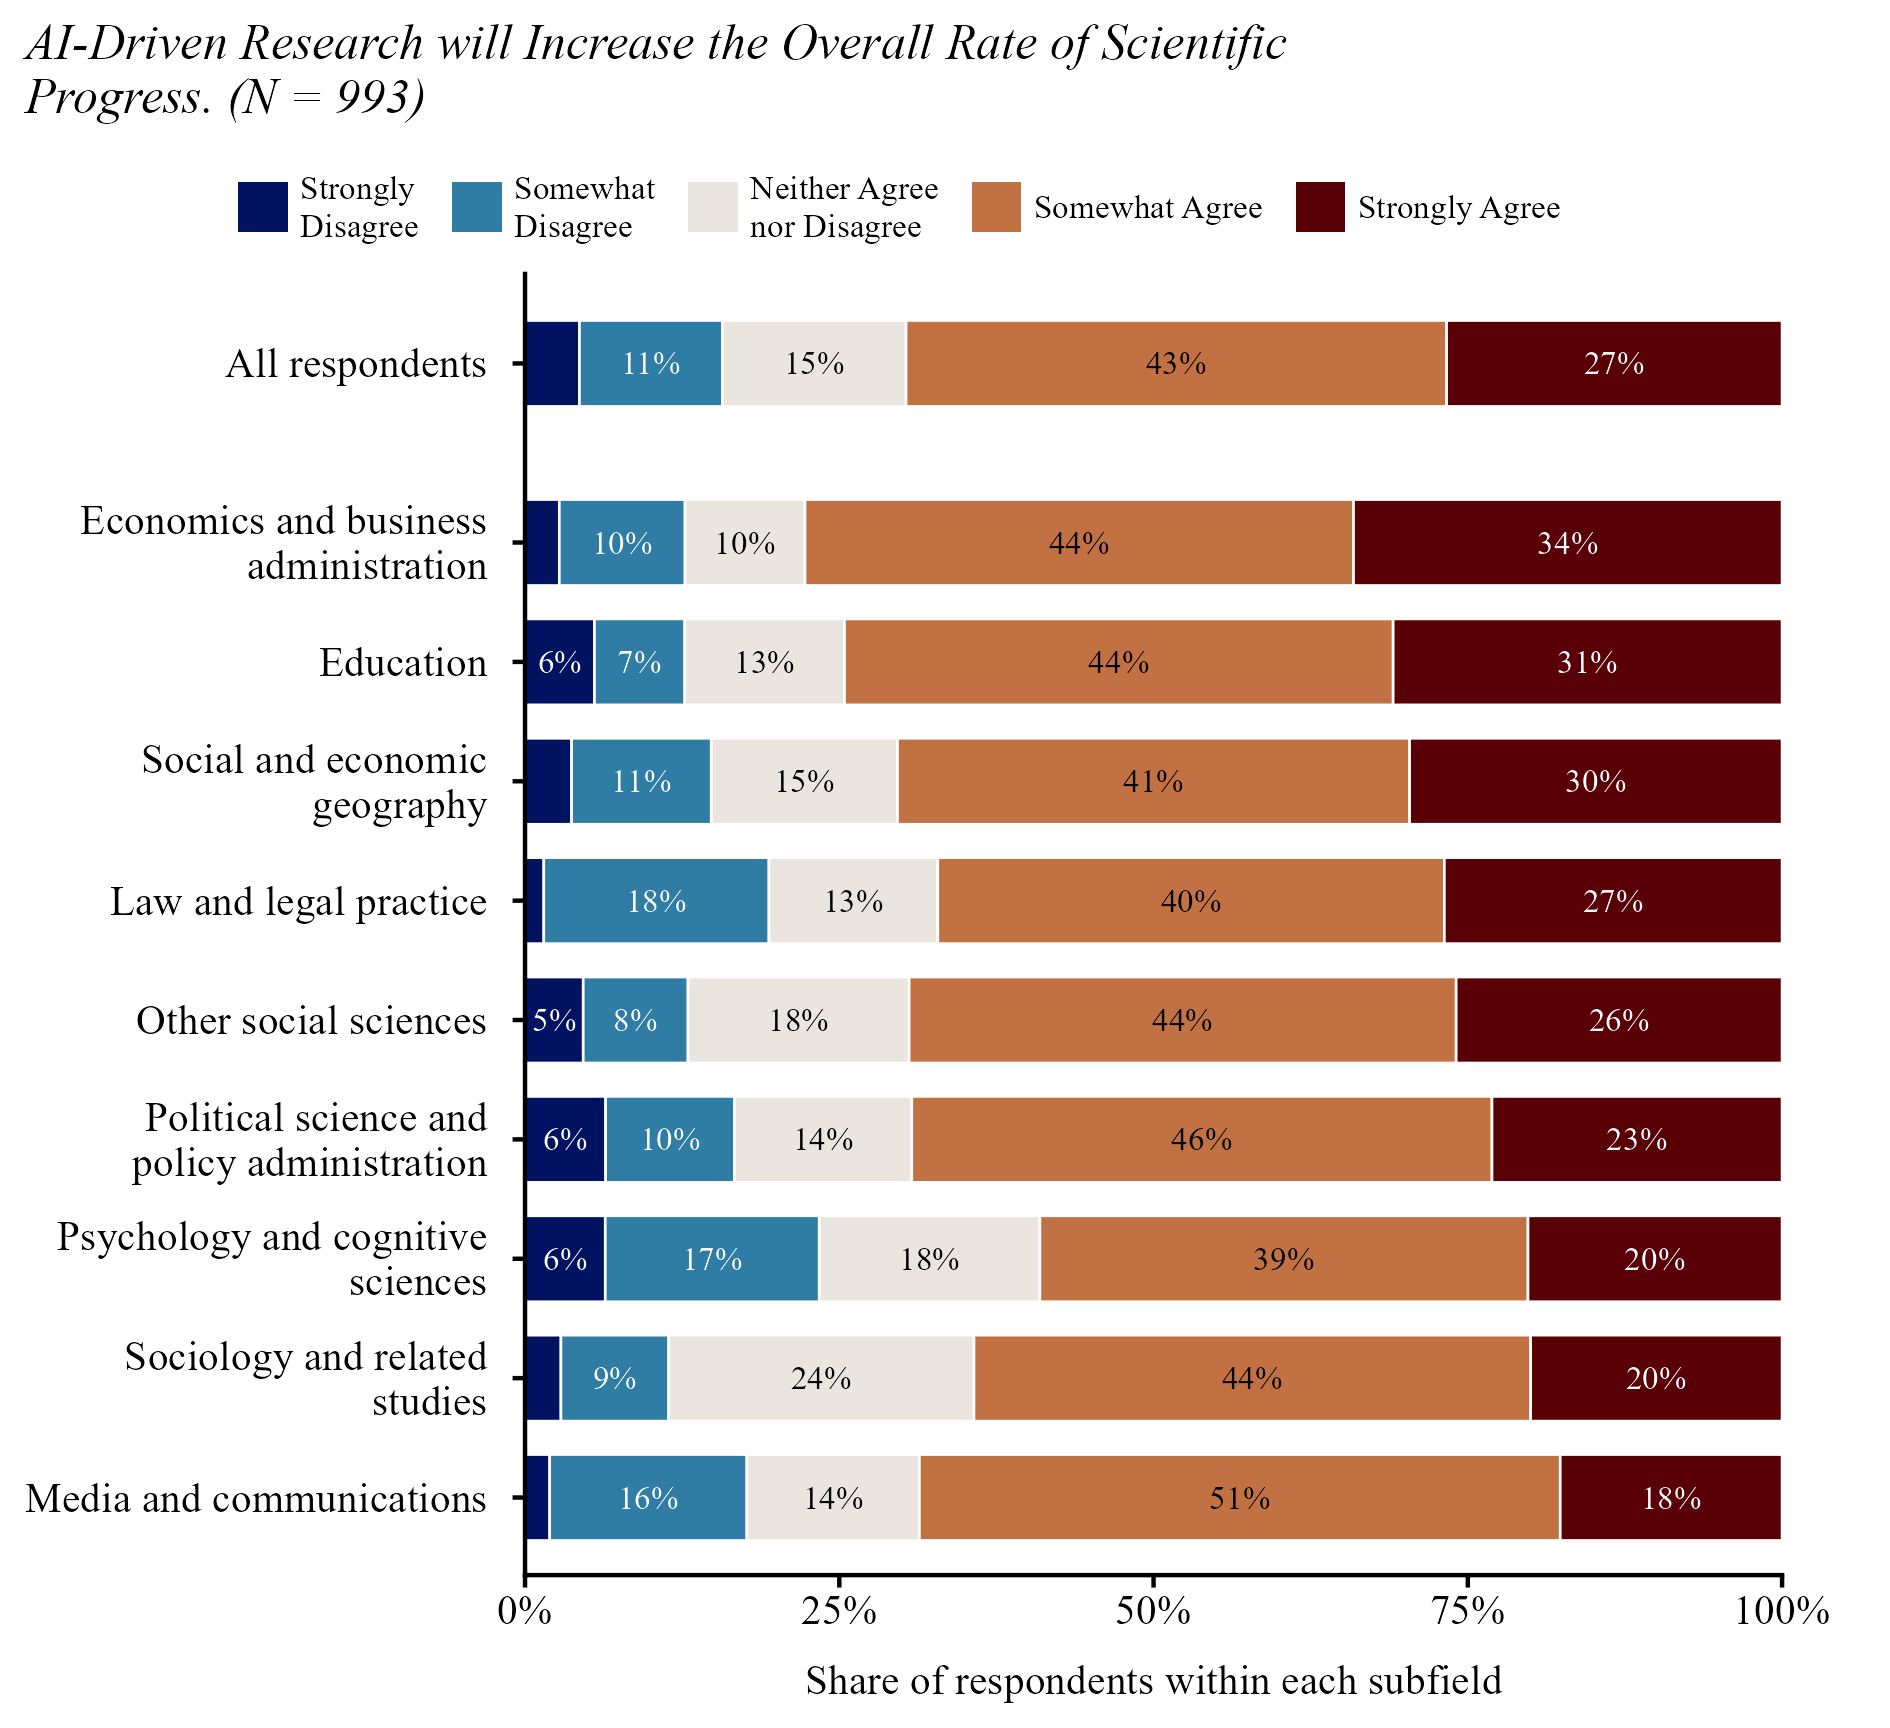 AI-Driven Research will Increase the Overall Rate of Scientific
Progress. (N = 993)
Strongly
Disagree
Somewhat
Disagree
Neither Agree
nor Disagree
Somewhat Agree
Strongly Agree
All respondents
11% 15% 43% 27%
Economics and business
administration
10% 10% 44% 34%
Education
6% 7% 13% 44% 31%
Social and economic
geography
11% 15% 41% 30%
Law and legal practice
18% 13% 40% 27%
Other social sciences
5% 8% 18% 44% 26%
Political science and
policy administration
6% 10% 14% 46% 23%
Psychology and cognitive
sciences
6% 17% 18% 39% 20%
Sociology and related
studies
9% 24% 44% 20%
Media and communications
16% 14% 51% 18%
0% 25% 50% 75% 100%
Share of respondents within each subfield